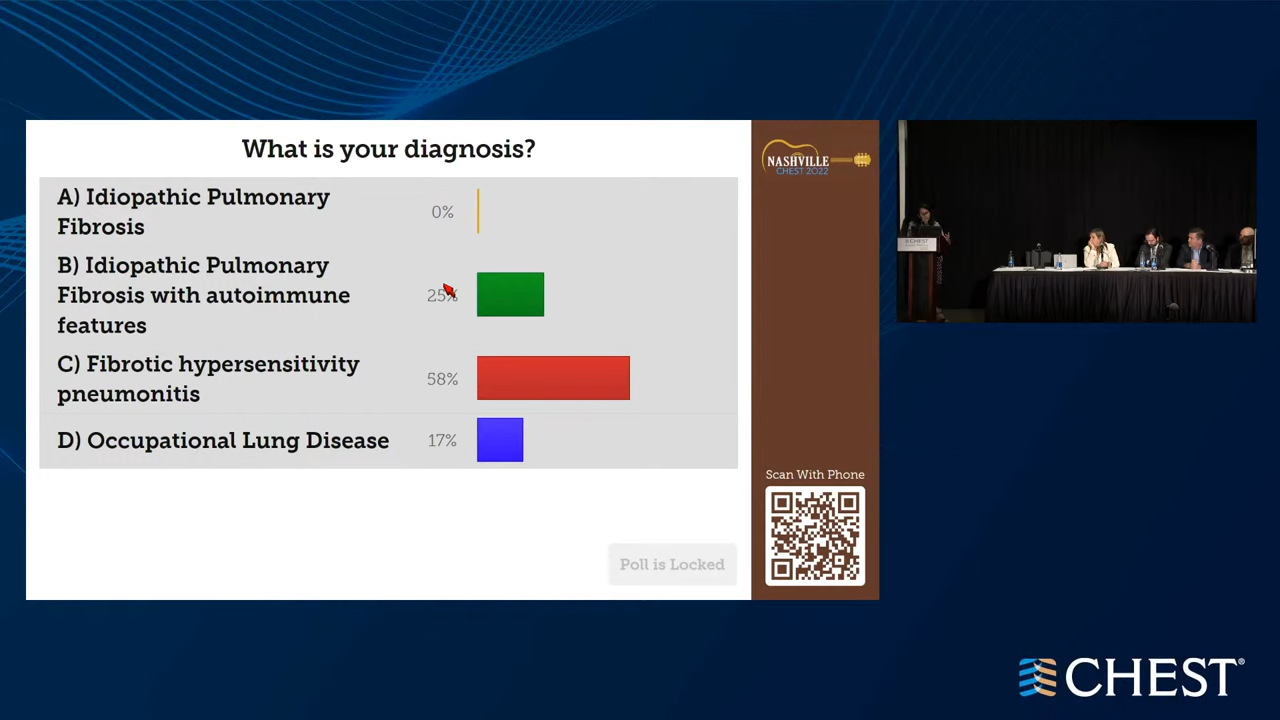 What is your diagnosis?
A) Idiopathic Pulmonary
Fibrosis
0%
B) Idiopathic Pulmonary
Fibrosis with autoimmune
features
25%
C) Fibrotic hypersensitivity
pneumonitis
58%
D) Occupational Lung Disease
17%
Poll is Locked
NASHVILLE
CHEST 2022
Scan With Phone
CHEST
CHEST®